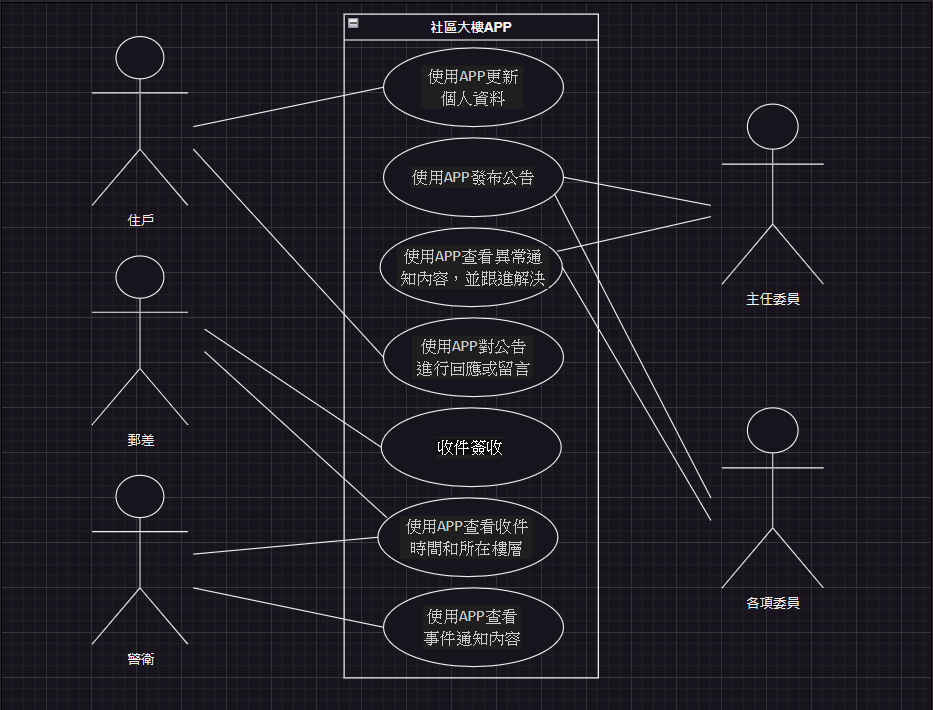 社區大樓APP
使用APP更新
個人資料
使用APP發布公告
使用APP查看異常通
知內容，並跟進解決
使用APP對公告
進行回應或留言
收件簽收
使用APP查看收件
時間和所在樓層
使用APP查看
事件通知內容
住戶
郵差
警衛
主任委員
各項委員